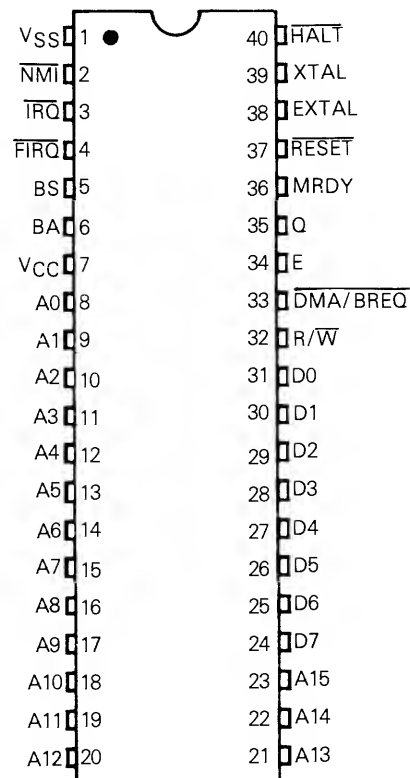 VSS 1 40 HALT
NMI 2 39 XTAL
IRQ 3 38 EXTAL
FIRQ 4 37 RESET
BS 5 36 MRDY
BA 6 35 Q
VCC 7 34 E
A0 8 33 DMA/BREQ
A1 9 32 R/W
A2 10 31 D0
A3 11 30 D1
A4 12 29 D2
A5 13 28 D3
A6 14 27 D4
A7 15 26 D5
A8 16 25 D6
A9 17 24 D7
A10 18 23 A15
A11 19 22 A14
A12 20 21 A13